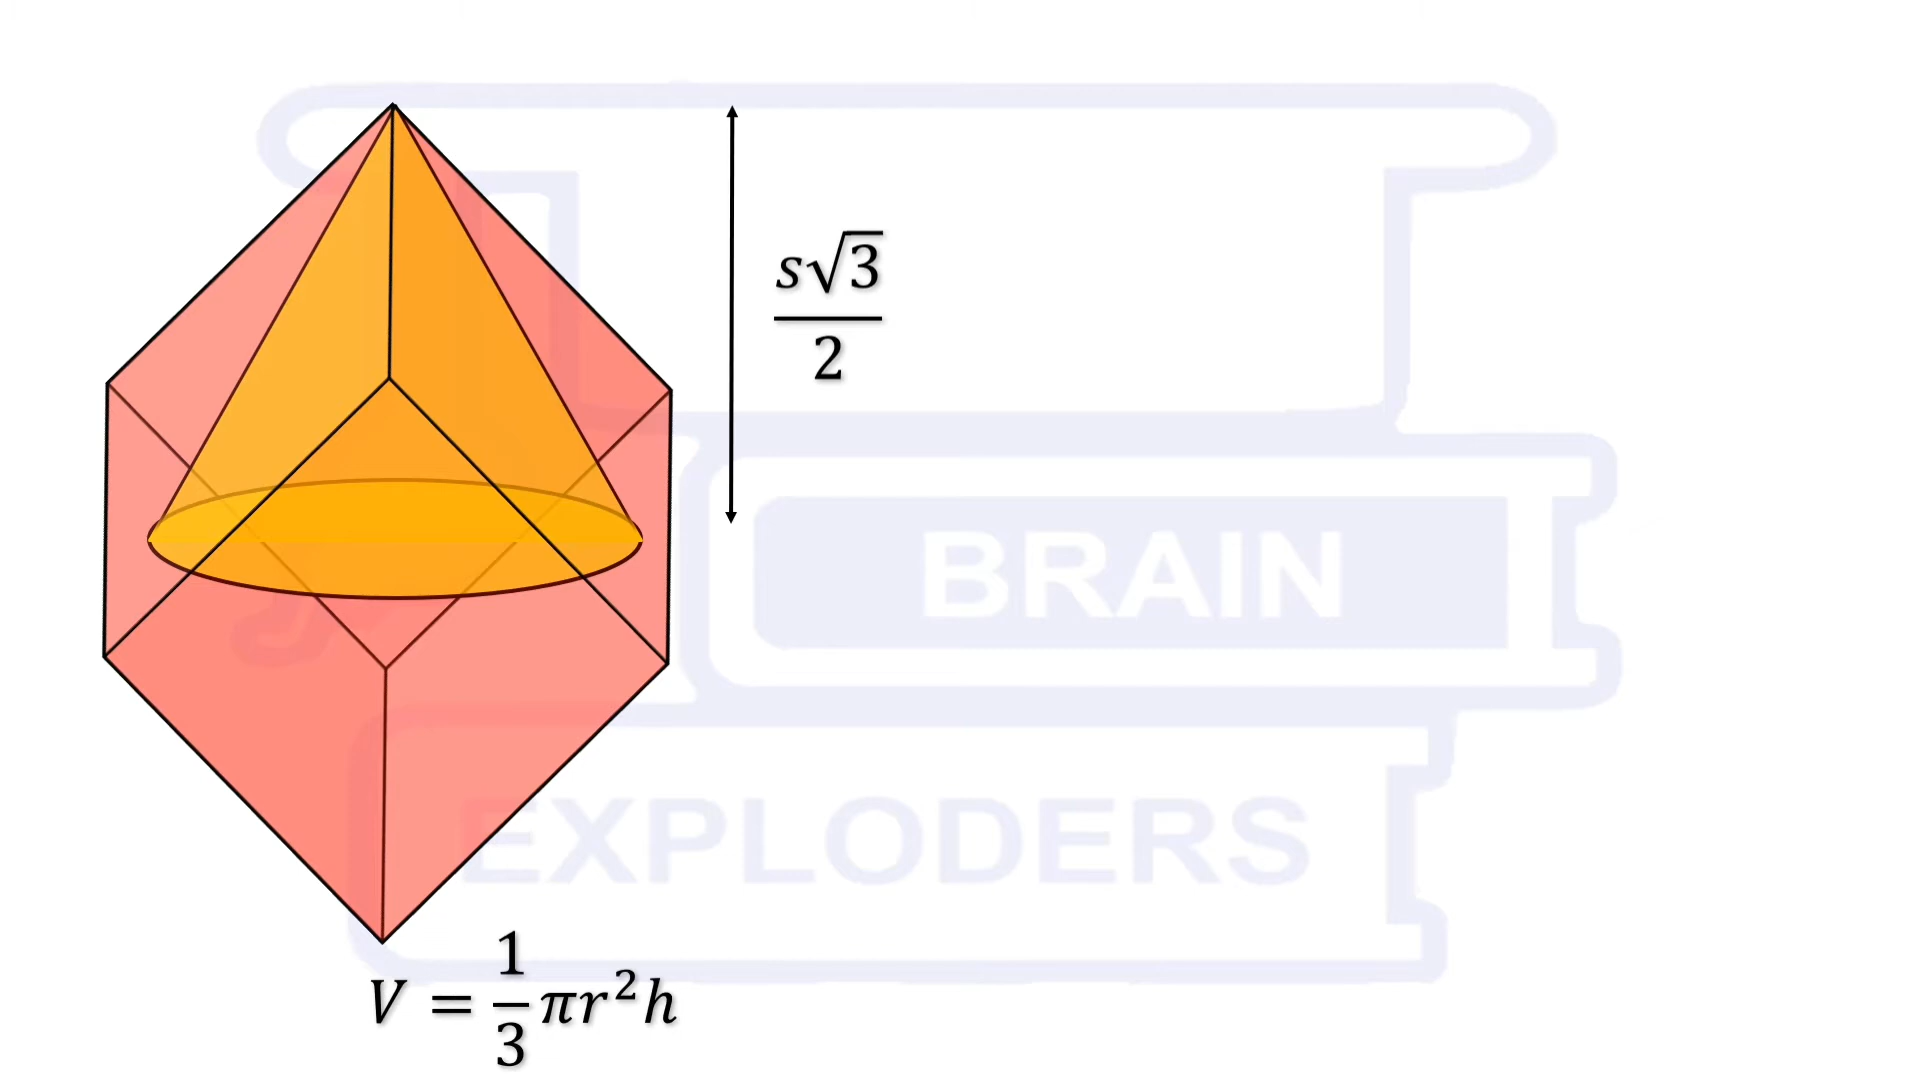 s√3
2
BRAIN
EXPLODERS
V = 1/3 πr²h